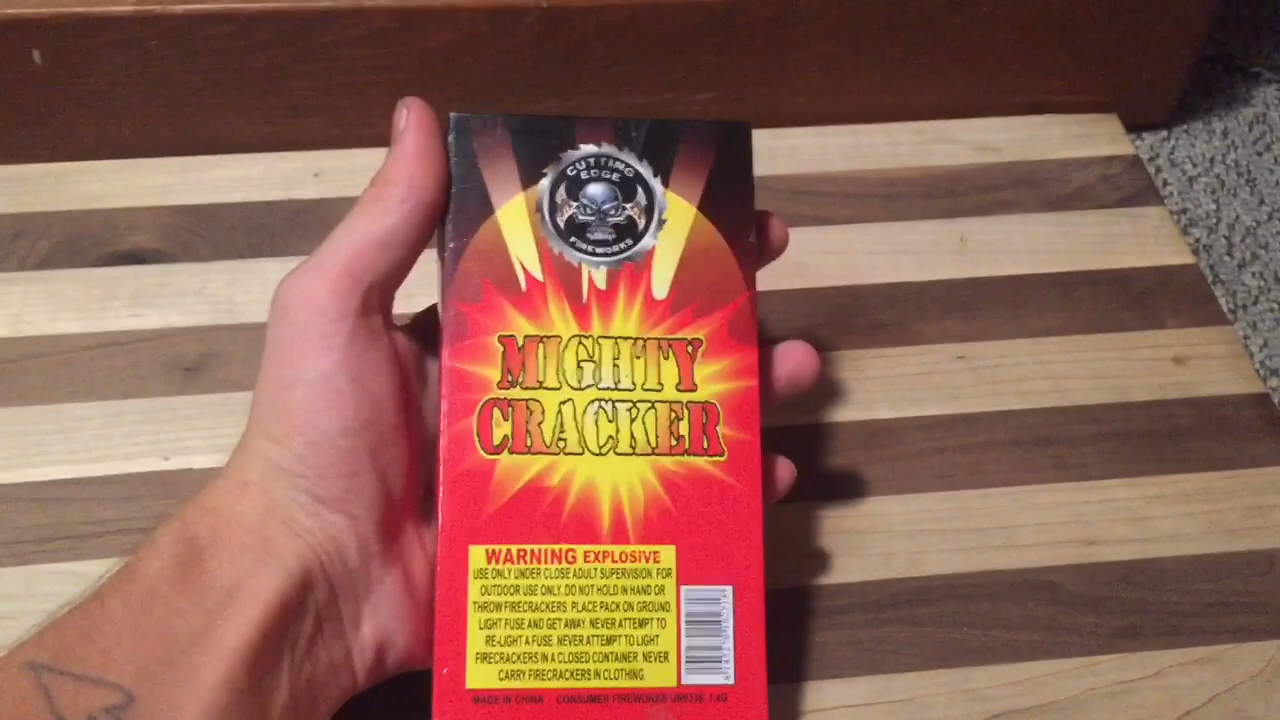 CUTTING
EDGE
FIREWORKS
MIGHTY
CRACKER
WARNING EXPLOSIVE
USE ONLY UNDER CLOSE ADULT SUPERVISION. FOR
OUTDOOR USE ONLY. DO NOT HOLD IN HAND OR
THROW FIRECRACKERS. PLACE PACK ON GROUND.
LIGHT FUSE AND GET AWAY. NEVER ATTEMPT TO
RE-LIGHT A FUSE. NEVER ATTEMPT TO LIGHT
FIRECRACKERS IN A CLOSED CONTAINER. NEVER
CARRY FIRECRACKERS IN CLOTHING.
MADE IN CHINA CONSUMER FIREWORKS UN0336 1.4G